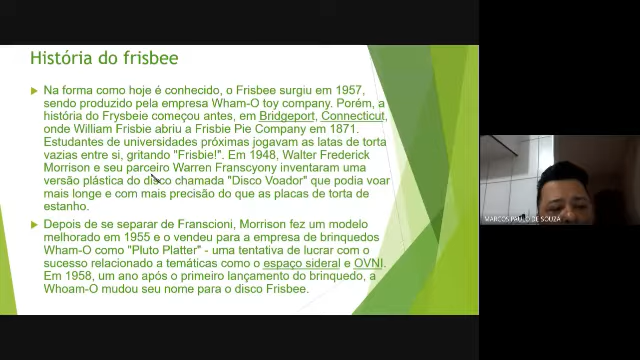 História do frisbee
Na forma como hoje é conhecido, o Frisbee surgiu em 1957,
sendo produzido pela empresa Wham-O toy company. Porém, a
história do Frysbeie começou antes, em Bridgeport, Connecticut,
onde William Frisbie abriu a Frisbie Pie Company em 1871.
Estudantes de universidades próximas jogavam as latas de torta
vazias entre si, gritando "Frisbie!". Em 1948, Walter Frederick
Morrison e seu parceiro Warren Franscyony inventaram uma
versão plástica do disco chamada "Disco Voador" que podia voar
mais longe e com mais precisão do que as placas de torta de
estanho.
Depois de se separar de Franscioni, Morrison fez um modelo
melhorado em 1955 e o vendeu para a empresa de brinquedos
Wham-O como "Pluto Platter" - uma tentativa de lucrar com o
sucesso relacionado a temáticas como o espaço sideral e OVNI.
Em 1958, um ano após o primeiro lançamento do brinquedo, a
Whoam-O mudou seu nome para o disco Frisbee.
MARCOS PAULO DE SOUZA